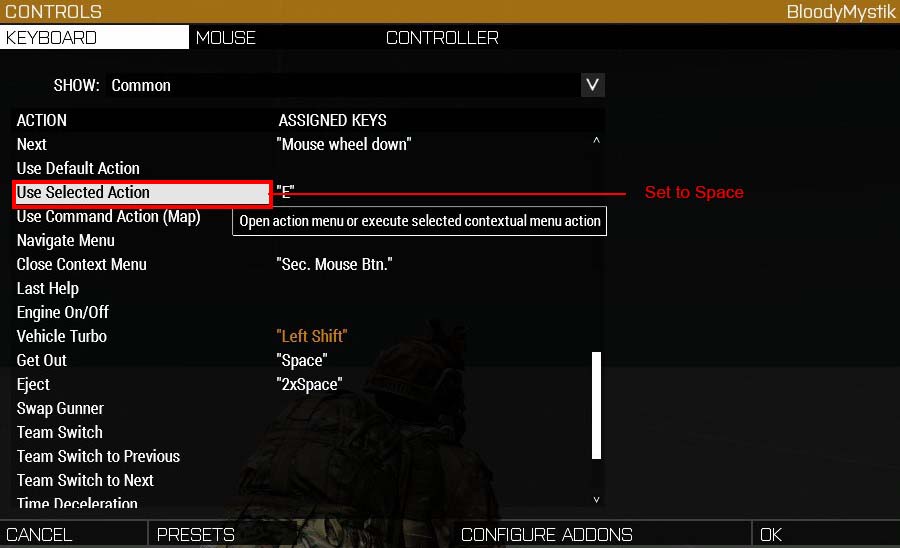 CONTROLS BloodyMystik
KEYBOARD MOUSE CONTROLLER
SHOW: Common V
ACTION ASSIGNED KEYS
Next "Mouse wheel down"
Use Default Action
Use Selected Action "E" Set to Space
Use Command Action (Map)
Open action menu or execute selected contextual menu action
Navigate Menu
Close Context Menu "Sec. Mouse Btn."
Last Help
Engine On/Off
Vehicle Turbo "Left Shift"
Get Out "Space"
Eject "2xSpace"
Swap Gunner
Team Switch
Team Switch to Previous
Team Switch to Next
Time Deceleration
CANCEL PRESETS CONFIGURE ADDONS OK